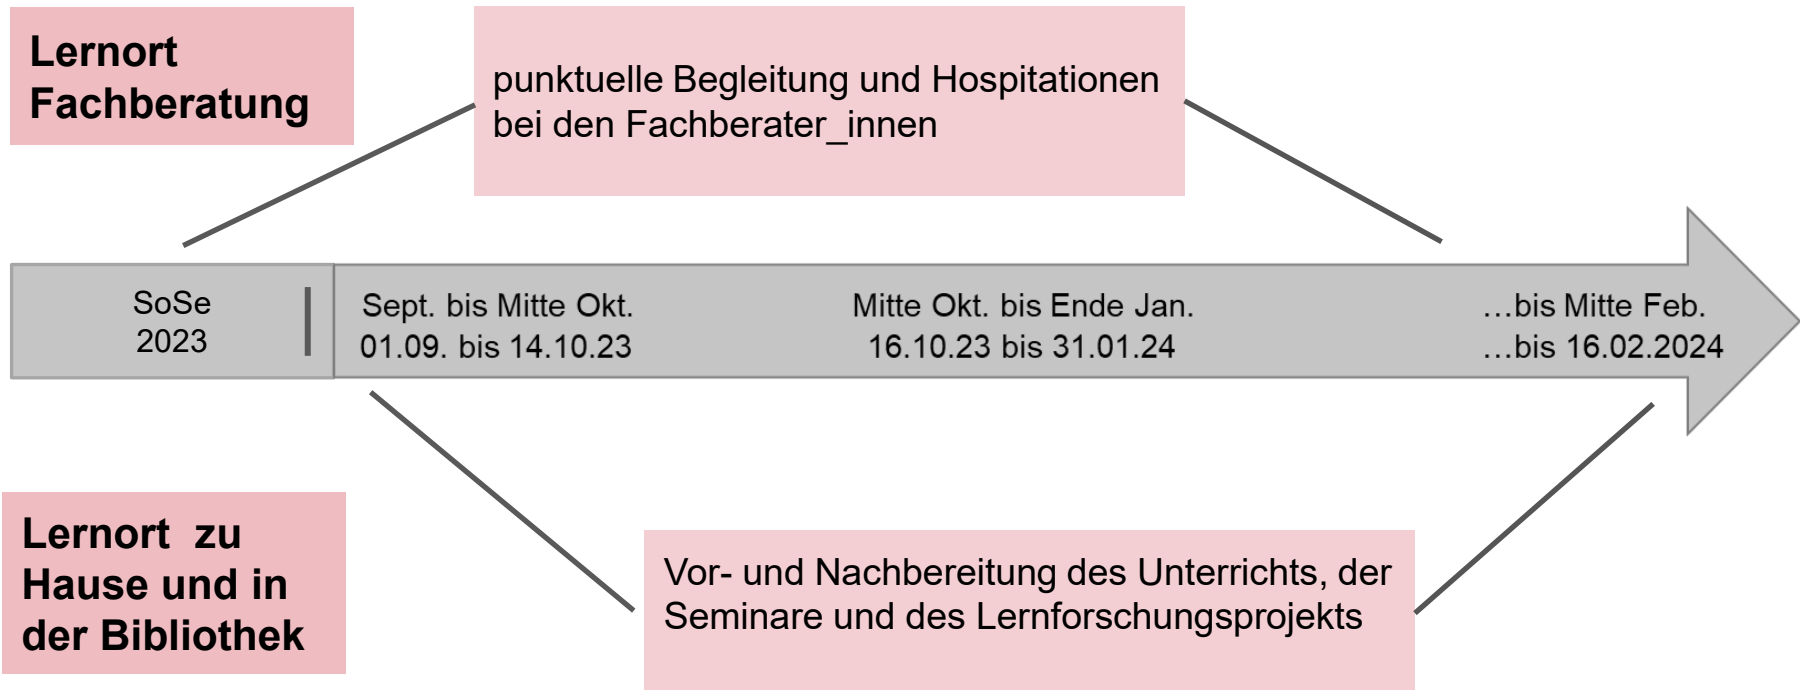 Lernort
Fachberatung
punktuelle Begleitung und Hospitationen
bei den Fachberater_innen
SoSe
2023
Sept. bis Mitte Okt.
01.09. bis 14.10.23
Mitte Okt. bis Ende Jan.
16.10.23 bis 31.01.24
…bis Mitte Feb.
…bis 16.02.2024
Lernort  zu
Hause und in
der Bibliothek
Vor- und Nachbereitung des Unterrichts, der
Seminare und des Lernforschungsprojekts